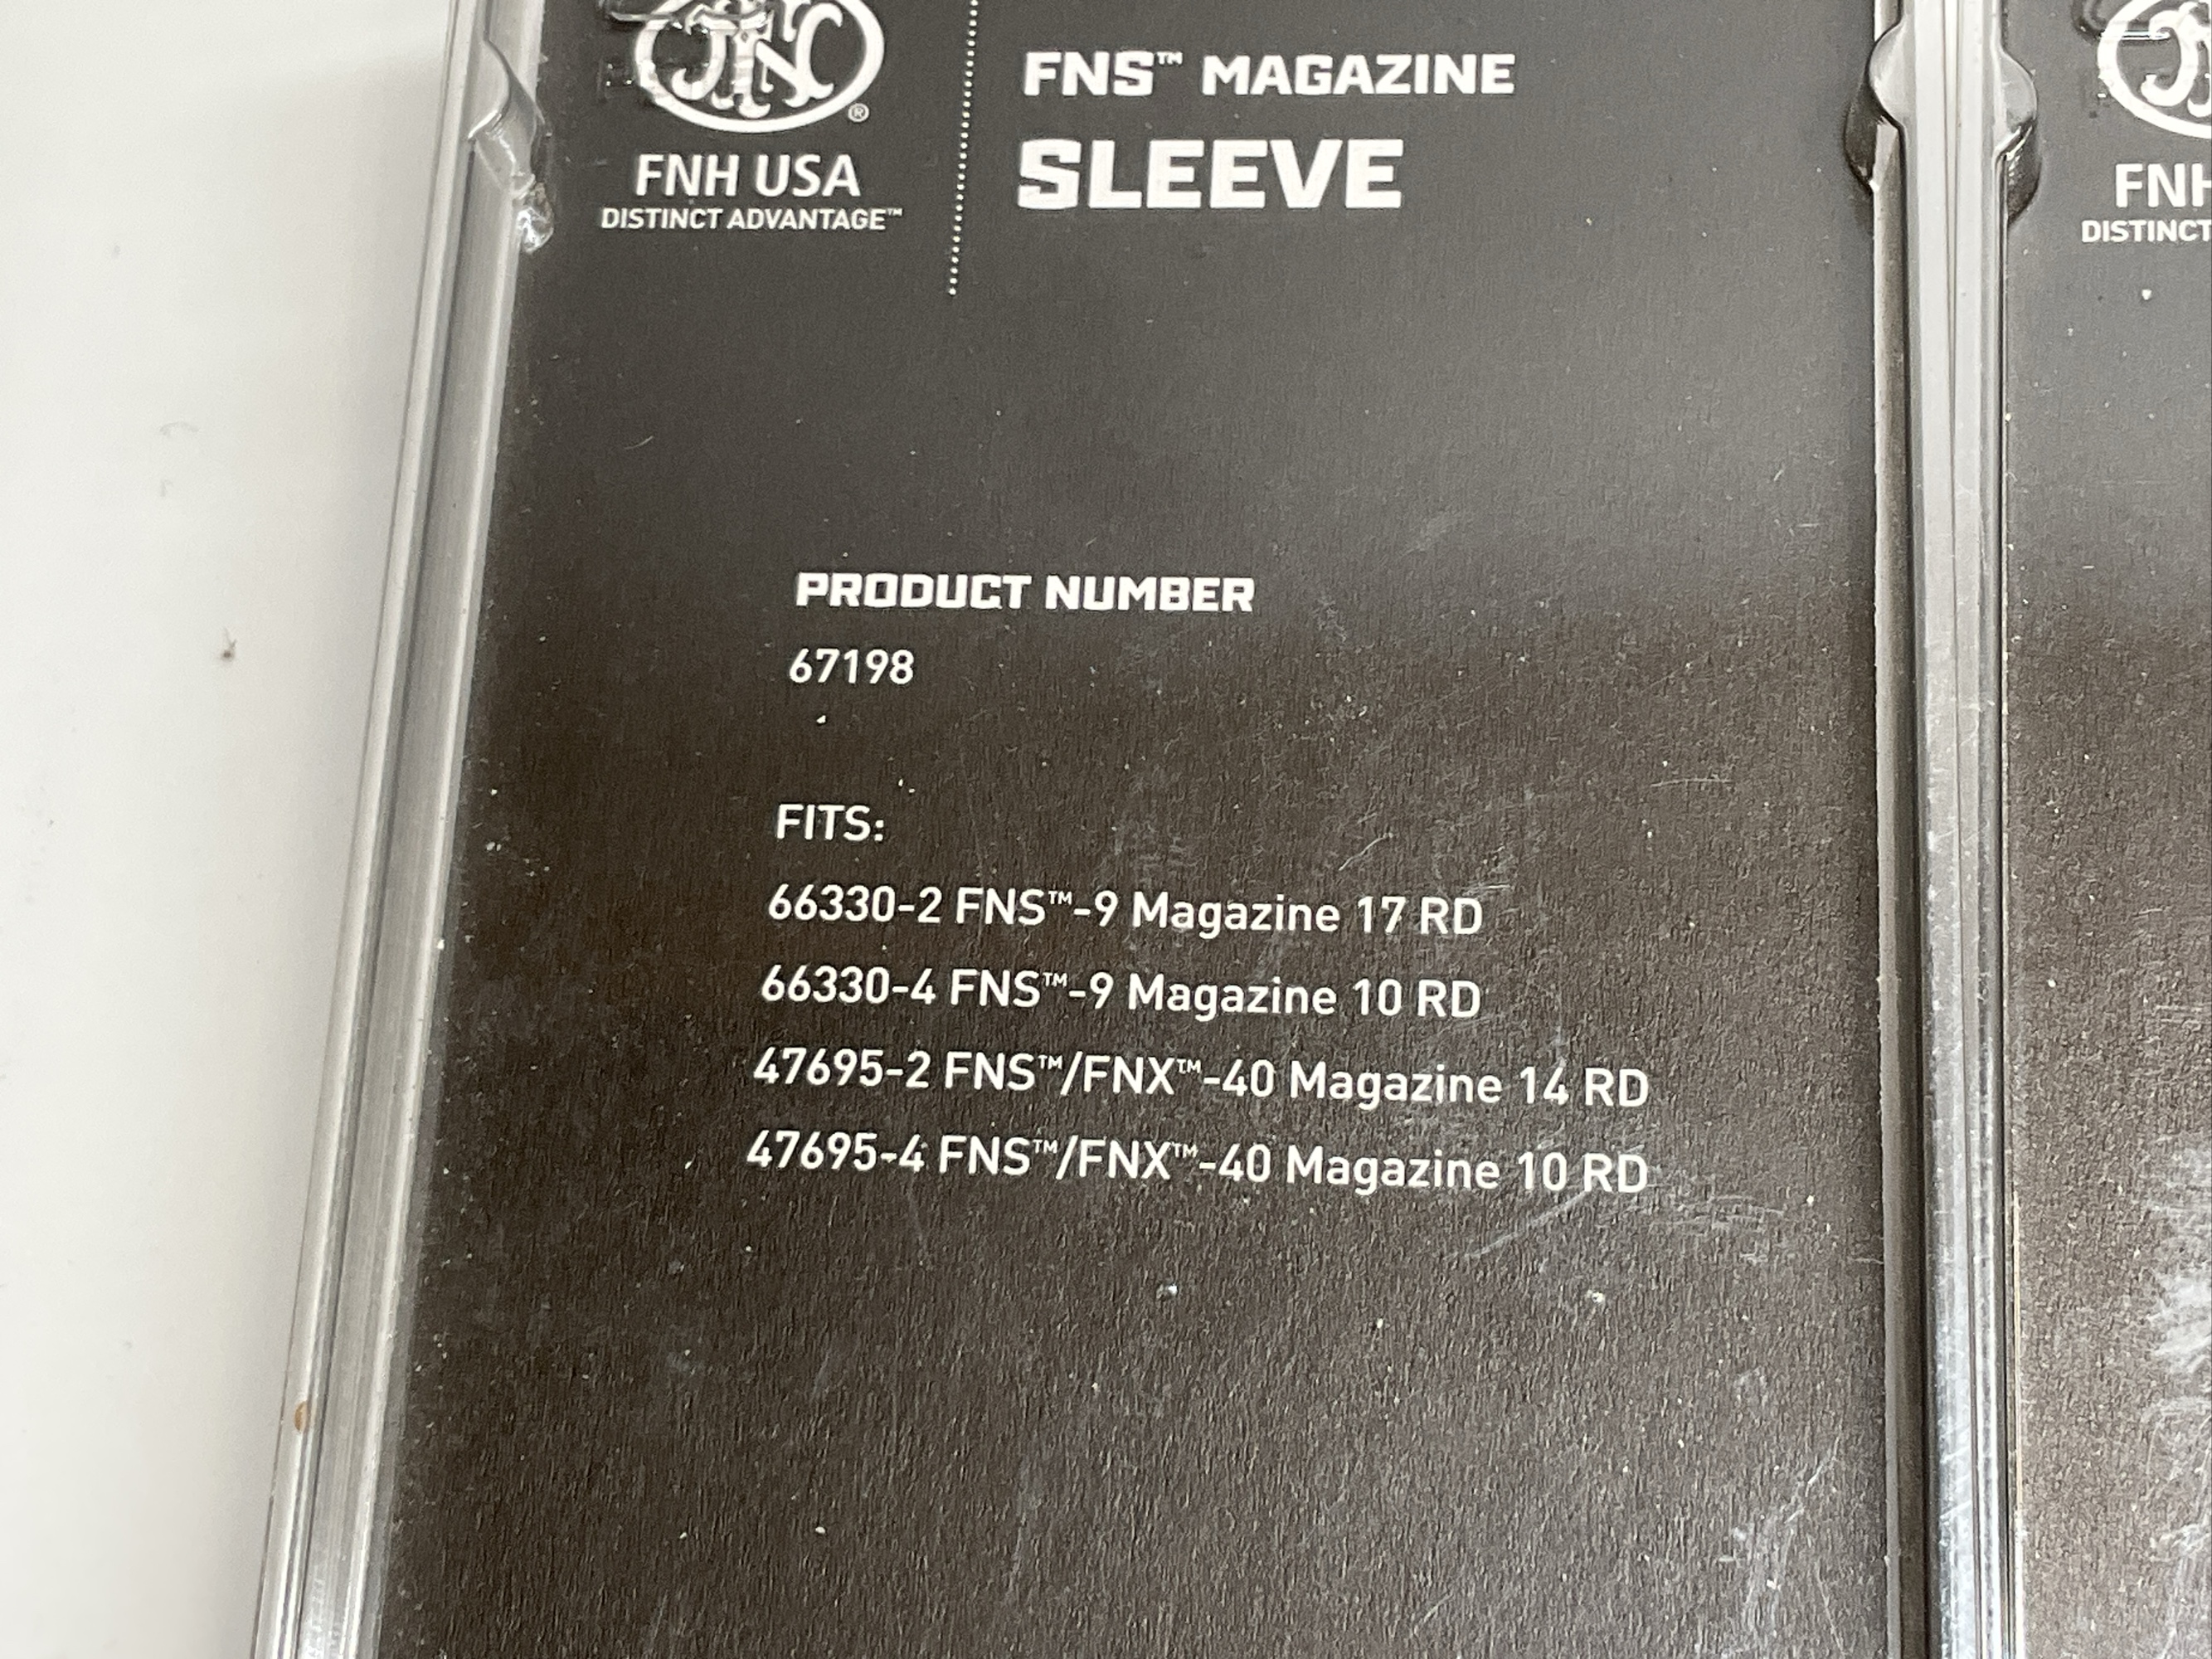 FN®
FNH USA
DISTINCT ADVANTAGE™
FNS™ MAGAZINE
SLEEVE
PRODUCT NUMBER
67198
FITS:
66330-2 FNS™-9 Magazine 17 RD
66330-4 FNS™-9 Magazine 10 RD
47695-2 FNS™/FNX™-40 Magazine 14 RD
47695-4 FNS™/FNX™-40 Magazine 10 RD
FNH
DISTINCT